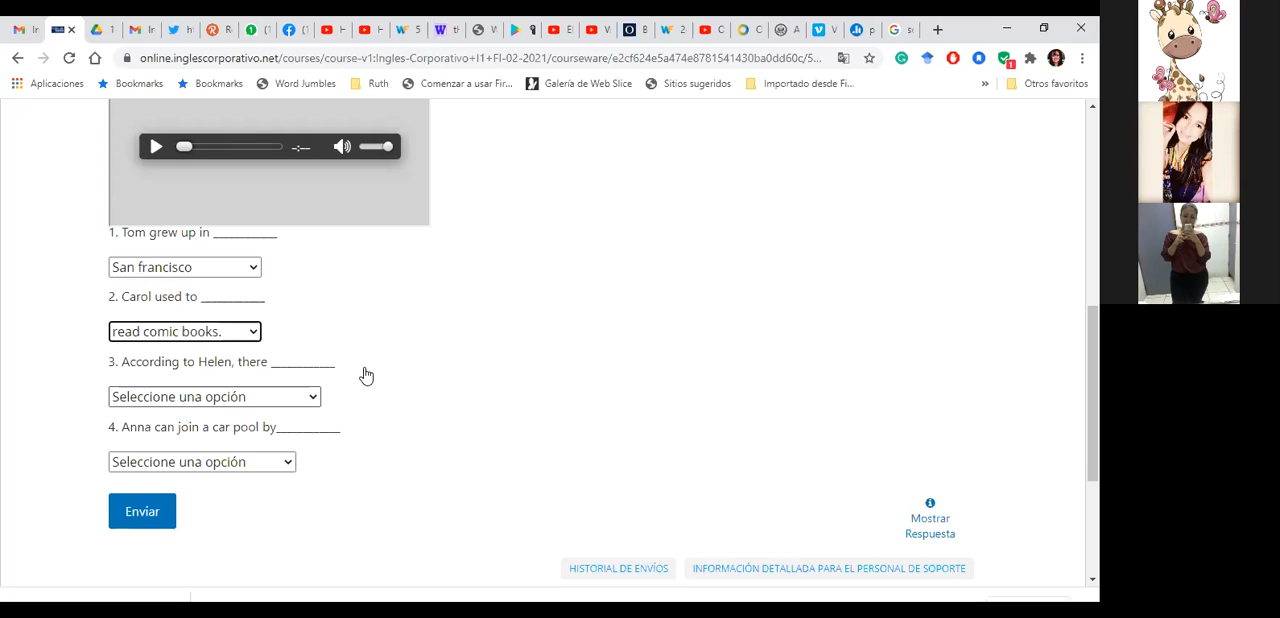 online.inglescorporativo.net/courses/course-v1:Ingles-Corporativo+I1+FI-02-2021/courseware/e2cf624e5a474e8781541430ba0dd60c/5...
Aplicaciones Bookmarks Bookmarks Word Jumbles Ruth Comenzar a usar Fir... Galería de Web Slice Sitios sugeridos Importado desde Fi... » Otros favoritos
-:--
1. Tom grew up in ___________
San francisco
2. Carol used to ___________
read comic books.
3. According to Helen, there ___________
Seleccione una opción
4. Anna can join a car pool by___________
Seleccione una opción
Enviar
Mostrar
Respuesta
HISTORIAL DE ENVÍOS INFORMACIÓN DETALLADA PARA EL PERSONAL DE SOPORTE